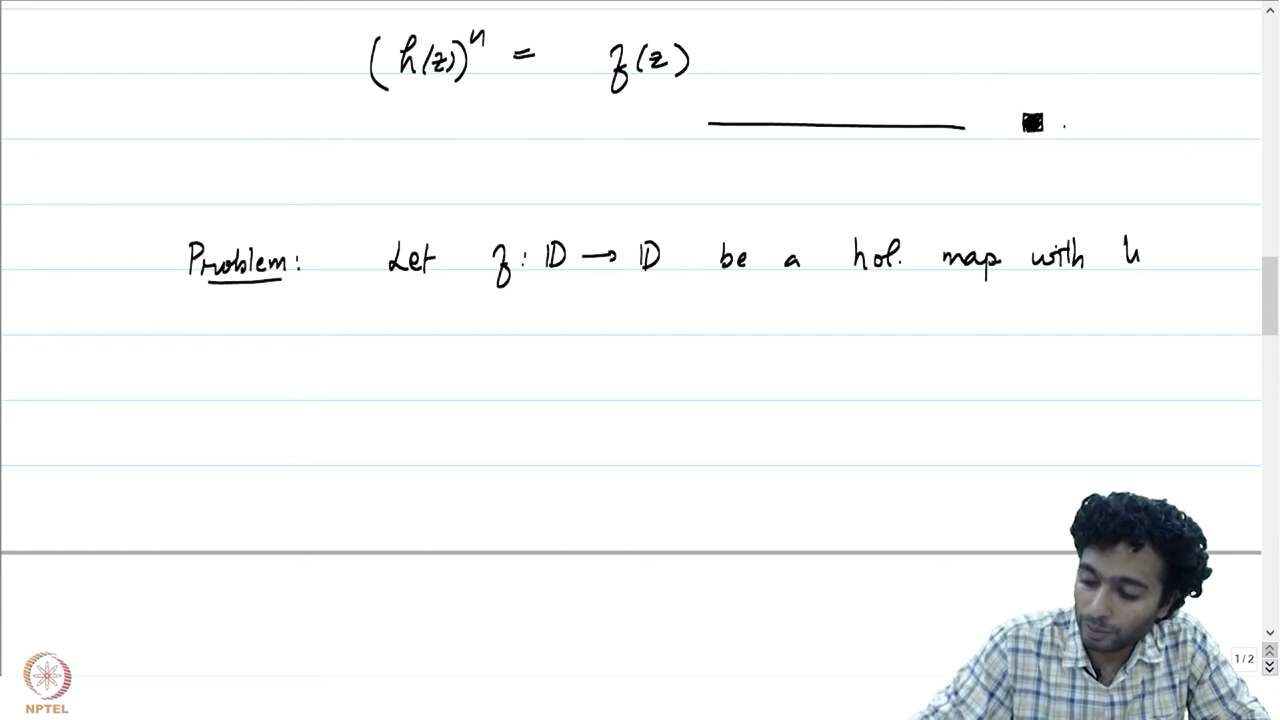 (h(z))^n = f(z)
Problem: Let f : 𝔻 → 𝔻 be a hol. map with
1 / 2
NPTEL